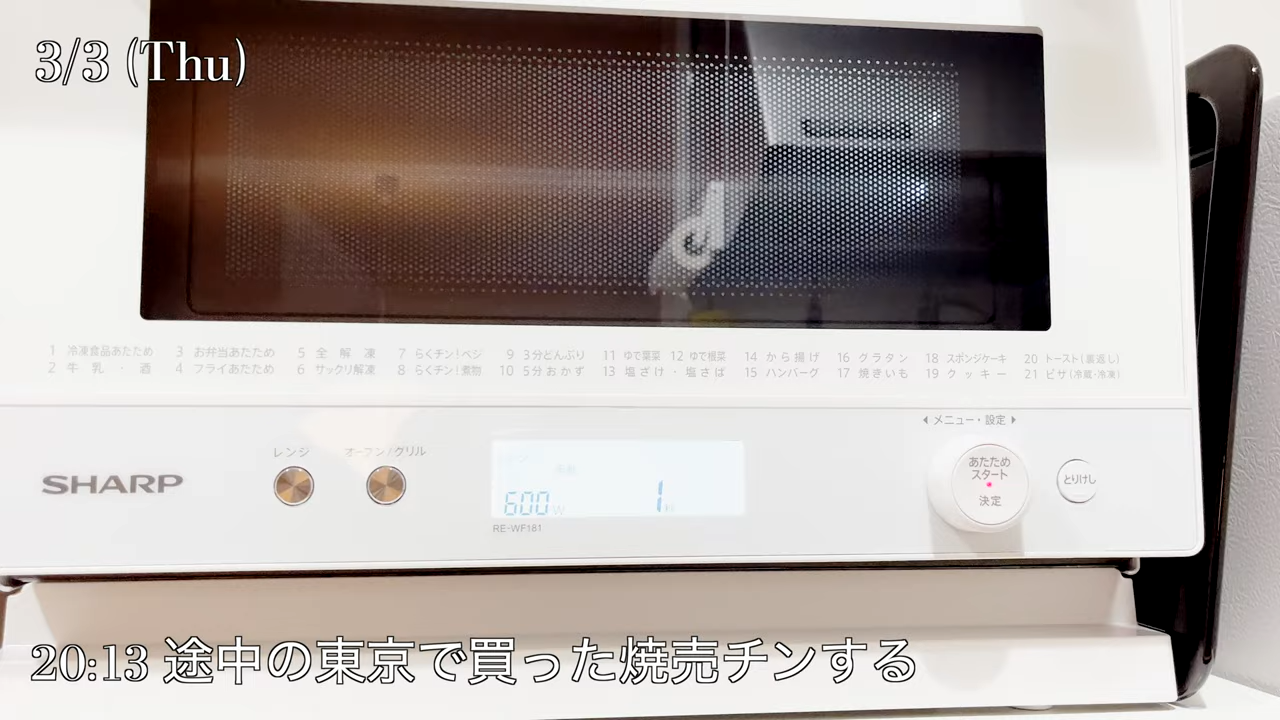 3/3 (Thu)
1 冷凍食品あたため 3 お弁当あたため 5 全解凍 7 らくチン!ベジ 9 3分どんぶり 11 ゆで葉菜 12 ゆで根菜 14 から揚げ 16 グラタン 18 スポンジケーキ 20 トースト(裏返し)
2 牛乳・酒 4 フライあたため 6 サックリ解凍 8 らくチン!煮物 10 5分おかず 13 塩ざけ・塩さば 15 ハンバーグ 17 焼きいも 19 クッキー 21 ピザ(冷蔵・冷凍)
メニュー・設定
レンジ オーブン/グリル
あたため
スタート
決定
とりけし
SHARP
600W 1秒
RE-WF181
20:13 途中の東京で買った焼売チンする